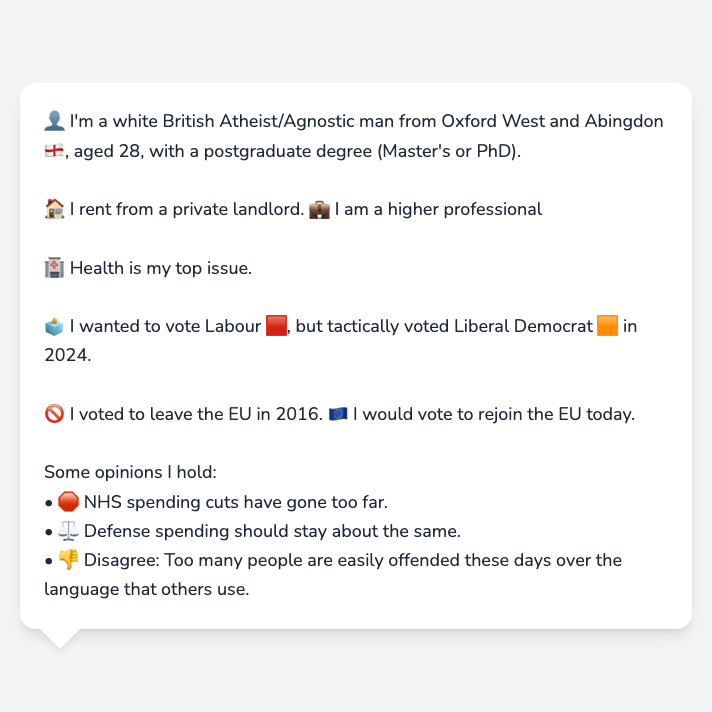 👤 I'm a white British Atheist/Agnostic man from Oxford West and Abingdon
🏴󠁧󠁢󠁥󠁮󠁧󠁿, aged 28, with a postgraduate degree (Master's or PhD).
🏠 I rent from a private landlord. 💼 I am a higher professional
🏥 Health is my top issue.
🗳️ I wanted to vote Labour 🟥, but tactically voted Liberal Democrat 🟧 in
2024.
🚫 I voted to leave the EU in 2016. 🇪🇺 I would vote to rejoin the EU today.
Some opinions I hold:
• 🛑 NHS spending cuts have gone too far.
• ⚖️ Defense spending should stay about the same.
• 👎 Disagree: Too many people are easily offended these days over the
language that others use.